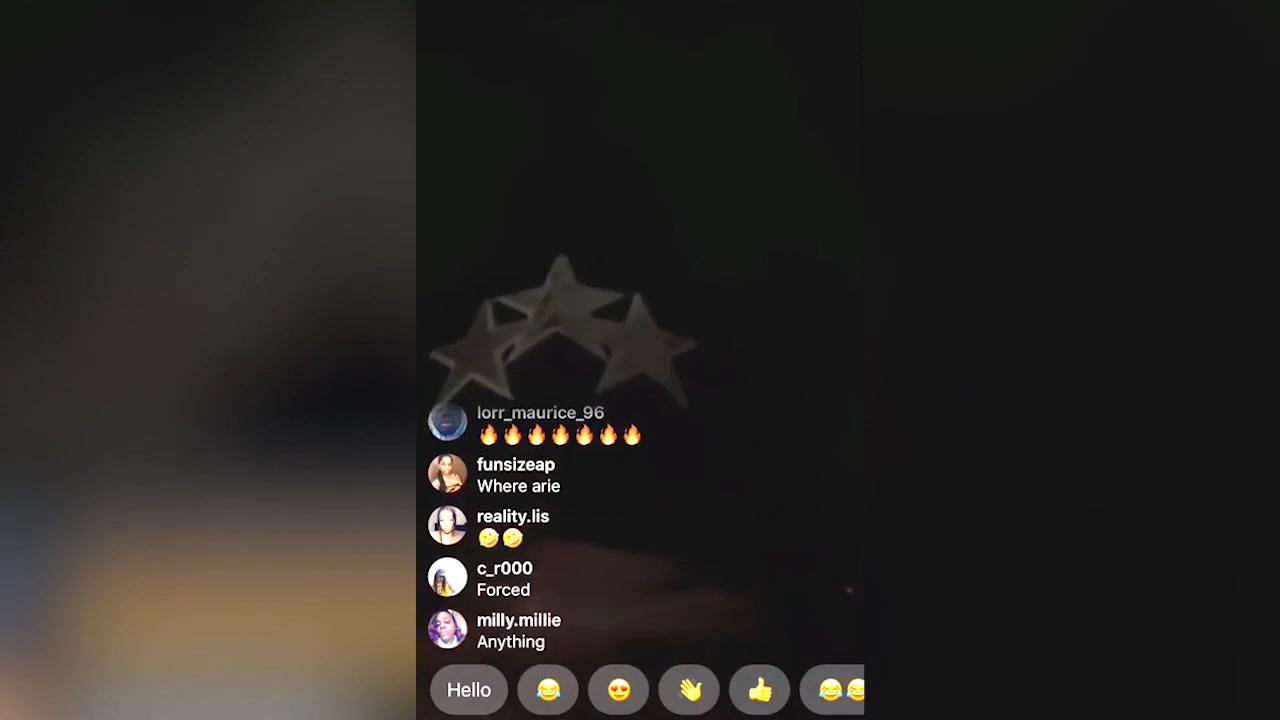 lorr_maurice_96
🔥🔥🔥🔥🔥🔥🔥
funsizeap
Where arie
reality.lis
🤣🤣
c_r000
Forced
milly.millie
Anything
Hello 😂 😍 👋 👍 😂😂